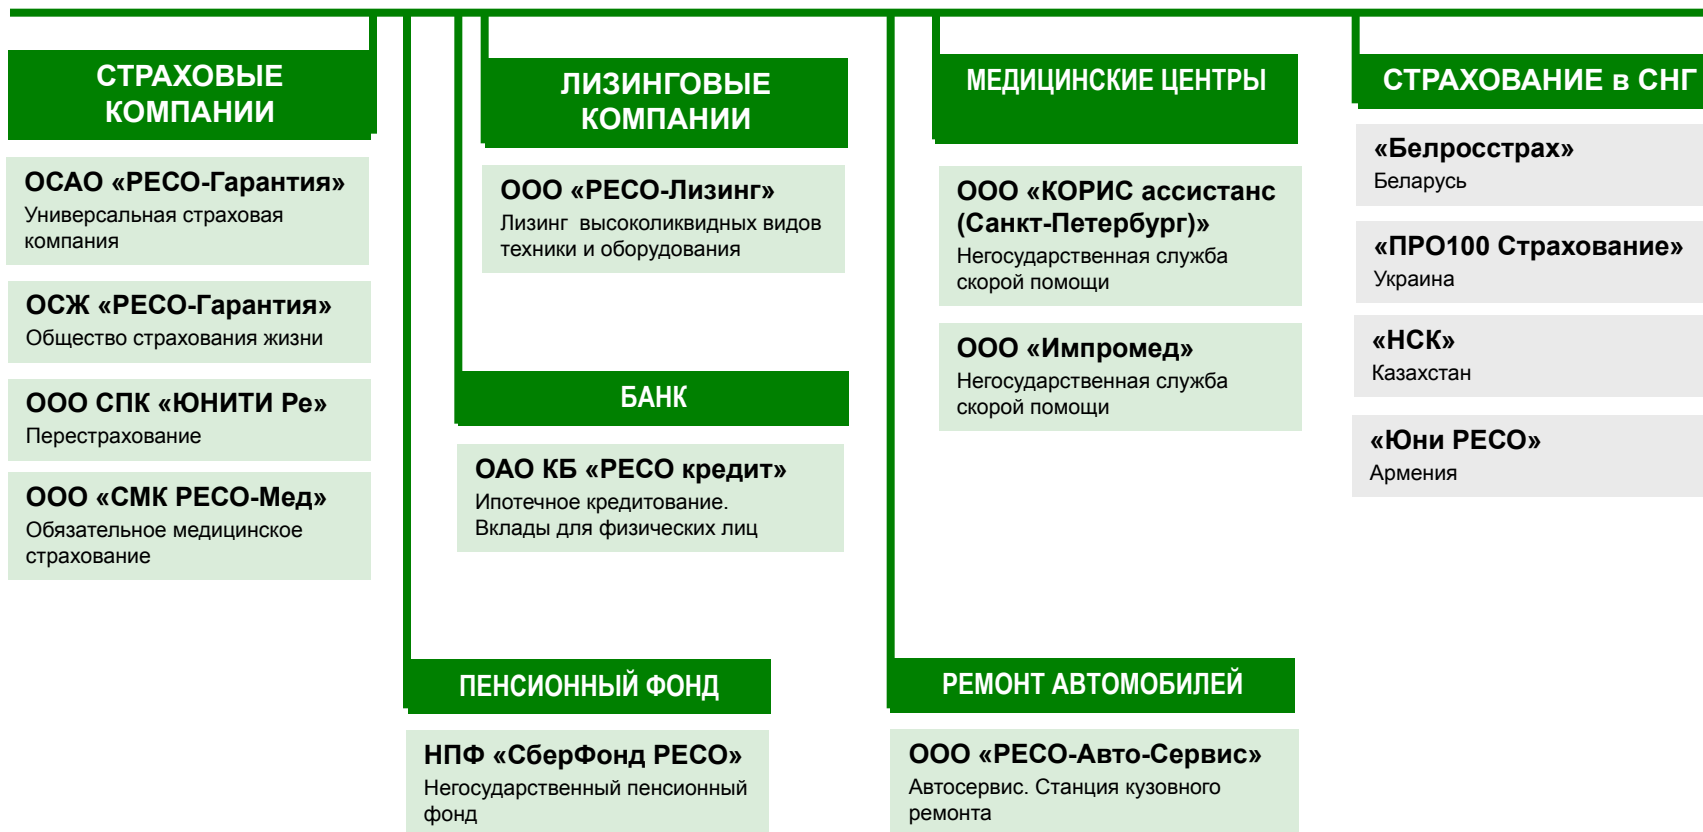 СТРАХОВЫЕ
КОМПАНИИ
ОСАО «РЕСО-Гарантия»
Универсальная страховая
компания
ОСЖ «РЕСО-Гарантия»
Общество страхования жизни
ООО СПК «ЮНИТИ Ре»
Перестрахование
ООО «СМК РЕСО-Мед»
Обязательное медицинское
страхование
ЛИЗИНГОВЫЕ
КОМПАНИИ
ООО «РЕСО-Лизинг»
Лизинг высоколиквидных видов
техники и оборудования
БАНК
ОАО КБ «РЕСО кредит»
Ипотечное кредитование.
Вклады для физических лиц
ПЕНСИОННЫЙ ФОНД
НПФ «СберФонд РЕСО»
Негосударственный пенсионный
фонд
МЕДИЦИНСКИЕ ЦЕНТРЫ
ООО «КОРИС ассистанс
(Санкт-Петербург)»
Негосударственная служба
скорой помощи
ООО «Импромед»
Негосударственная служба
скорой помощи
РЕМОНТ АВТОМОБИЛЕЙ
ООО «РЕСО-Авто-Сервис»
Автосервис. Станция кузовного
ремонта
СТРАХОВАНИЕ в СНГ
«Белросстрах»
Беларусь
«ПРО100 Страхование»
Украина
«НСК»
Казахстан
«Юни РЕСО»
Армения